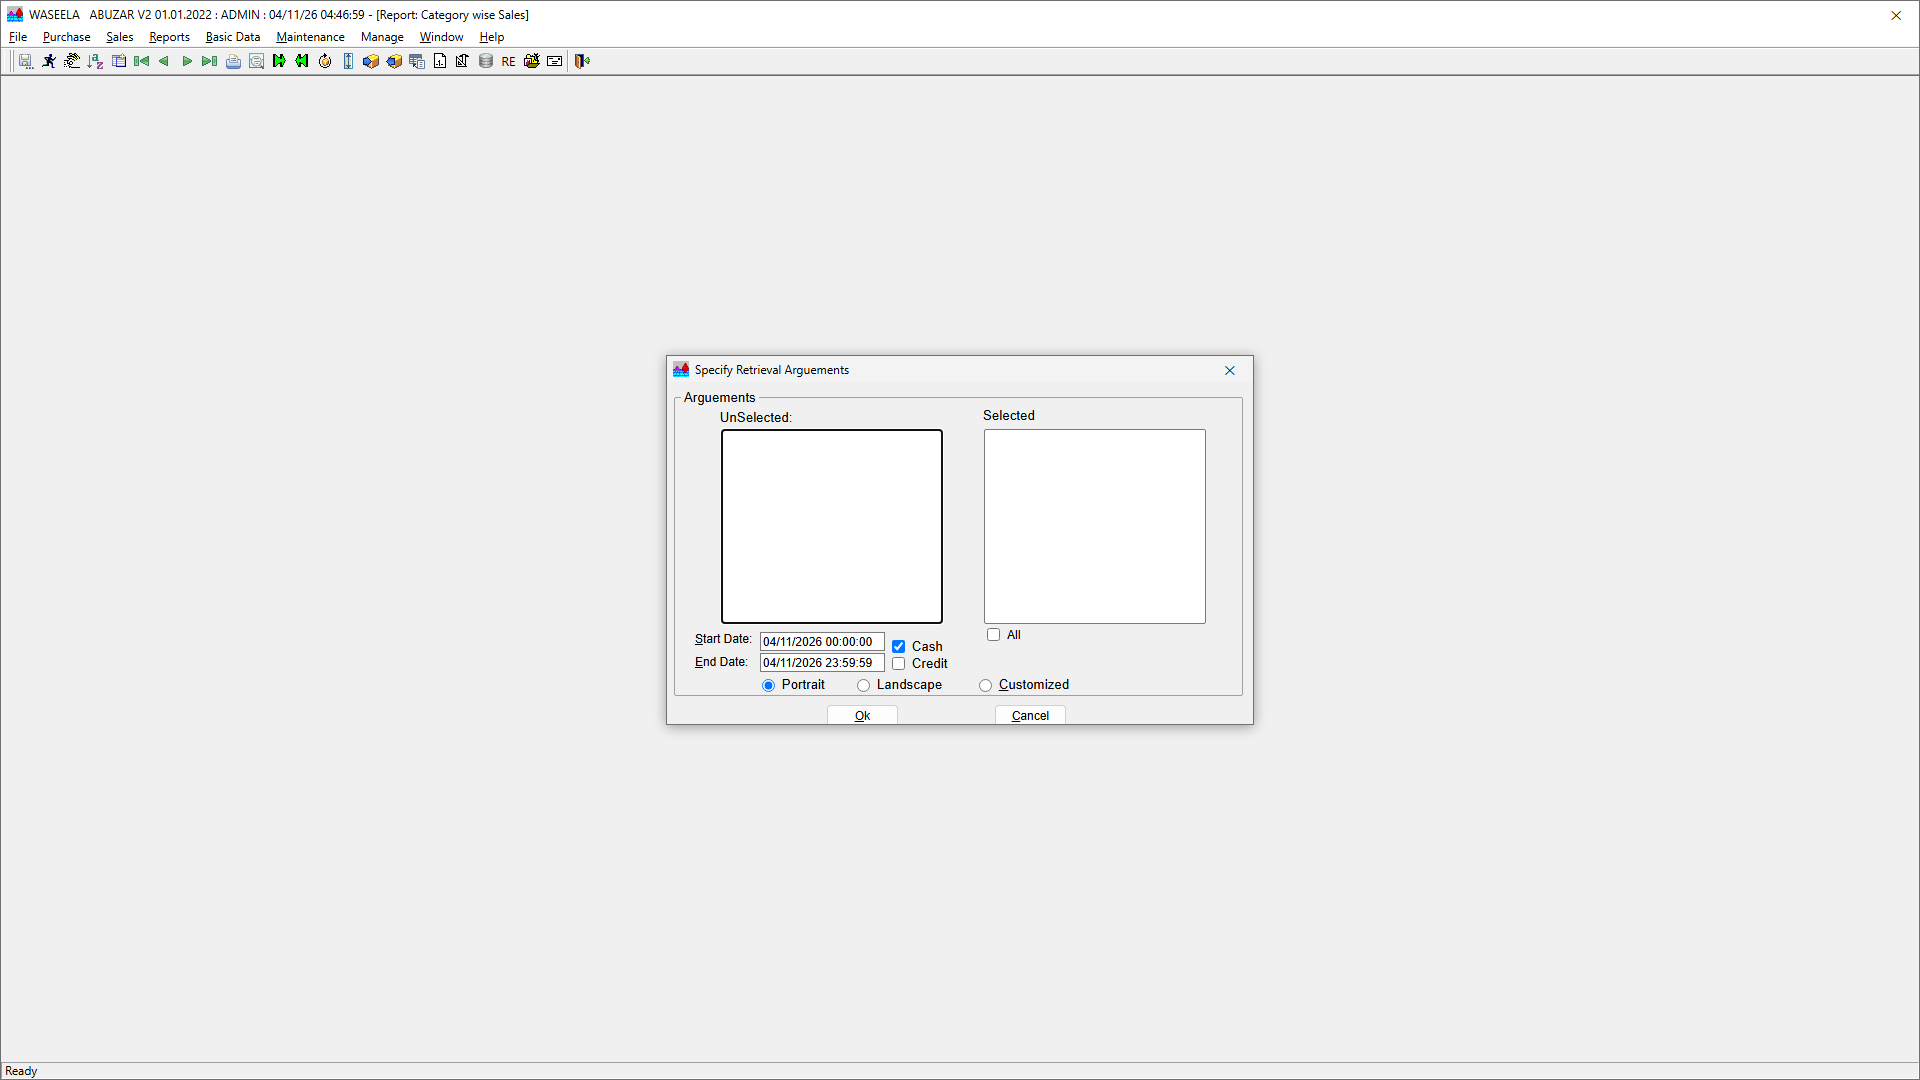 WASEELA ABUZAR V2 01.01.2022 : ADMIN : 04/11/26 04:46:59 - [Report: Category wise Sales]
File Purchase Sales Reports Basic Data Maintenance Manage Window Help
RE
Specify Retrieval Arguements
Arguements
UnSelected:
Selected
Start Date: 04/11/2026 00:00:00
Cash
All
End Date: 04/11/2026 23:59:59
Credit
Portrait Landscape Customized
Ok Cancel
Ready